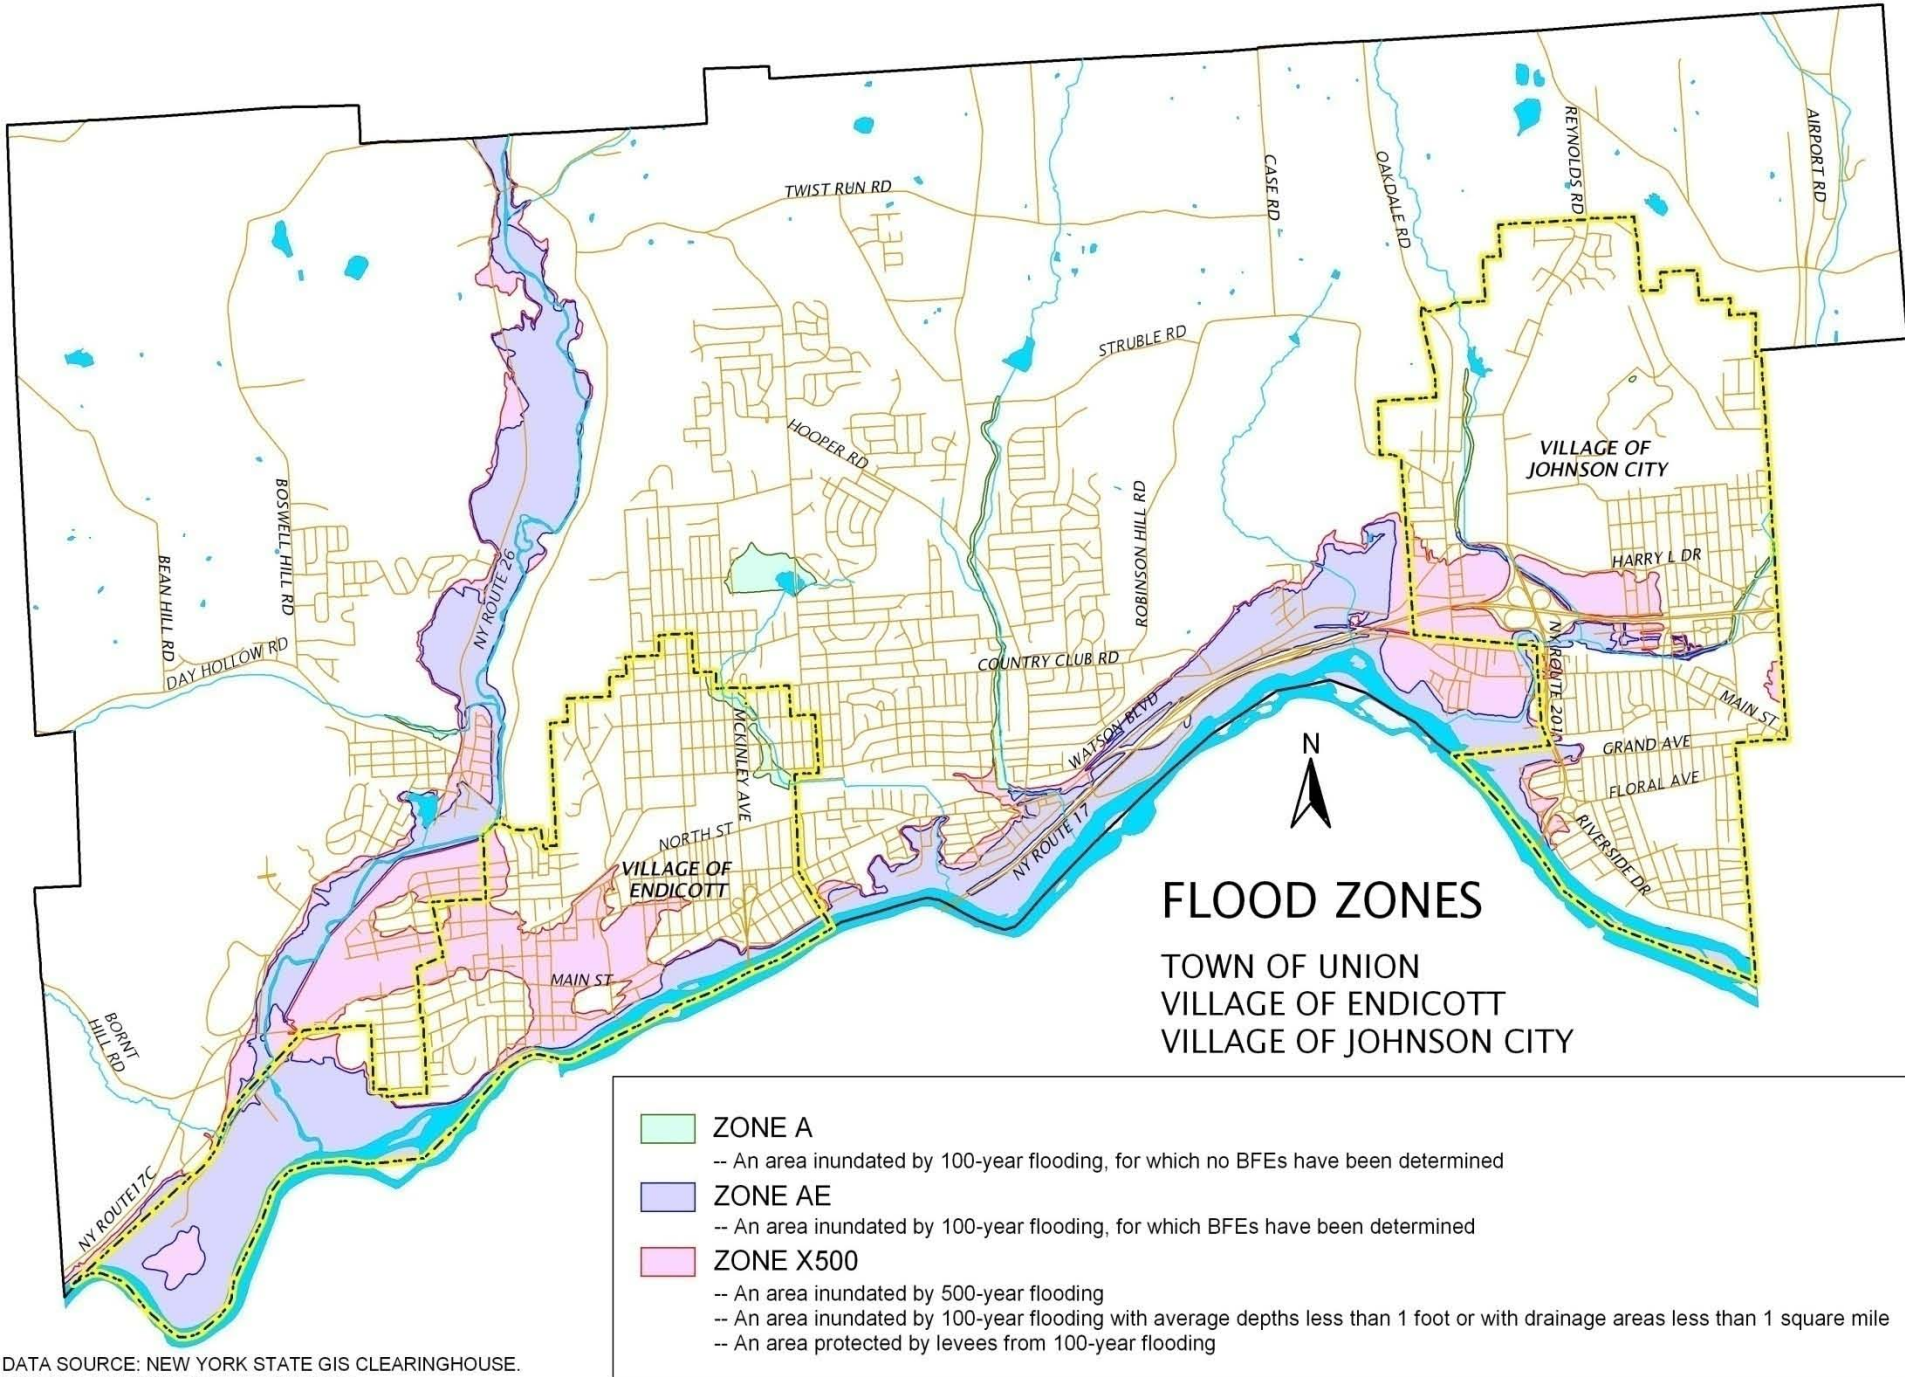 TWIST RUN RD
CASE RD
OAKDALE RD
REYNOLDS RD
AIRPORT RD
STRUBLE RD
HOOPER RD
VILLAGE OF
JOHNSON CITY
BOSWELL HILL RD
ROBINSON HILL RD
BEAN HILL RD
NY ROUTE 26
HARRY L DR
DAY HOLLOW RD
COUNTRY CLUB RD
NY ROUTE 201
MAIN ST
MCKINLEY AVE
WATSON BLVD
GRAND AVE
FLORAL AVE
N
NORTH ST
NY ROUTE 17
RIVERSIDE DR
VILLAGE OF
ENDICOTT
MAIN ST
BORNT
HILL RD
NY ROUTE17C
FLOOD ZONES
TOWN OF UNION
VILLAGE OF ENDICOTT
VILLAGE OF JOHNSON CITY
ZONE A
-- An area inundated by 100-year flooding, for which no BFEs have been determined
ZONE AE
-- An area inundated by 100-year flooding, for which BFEs have been determined
ZONE X500
-- An area inundated by 500-year flooding
-- An area inundated by 100-year flooding with average depths less than 1 foot or with drainage areas less than 1 square mile
-- An area protected by levees from 100-year flooding
DATA SOURCE: NEW YORK STATE GIS CLEARINGHOUSE.